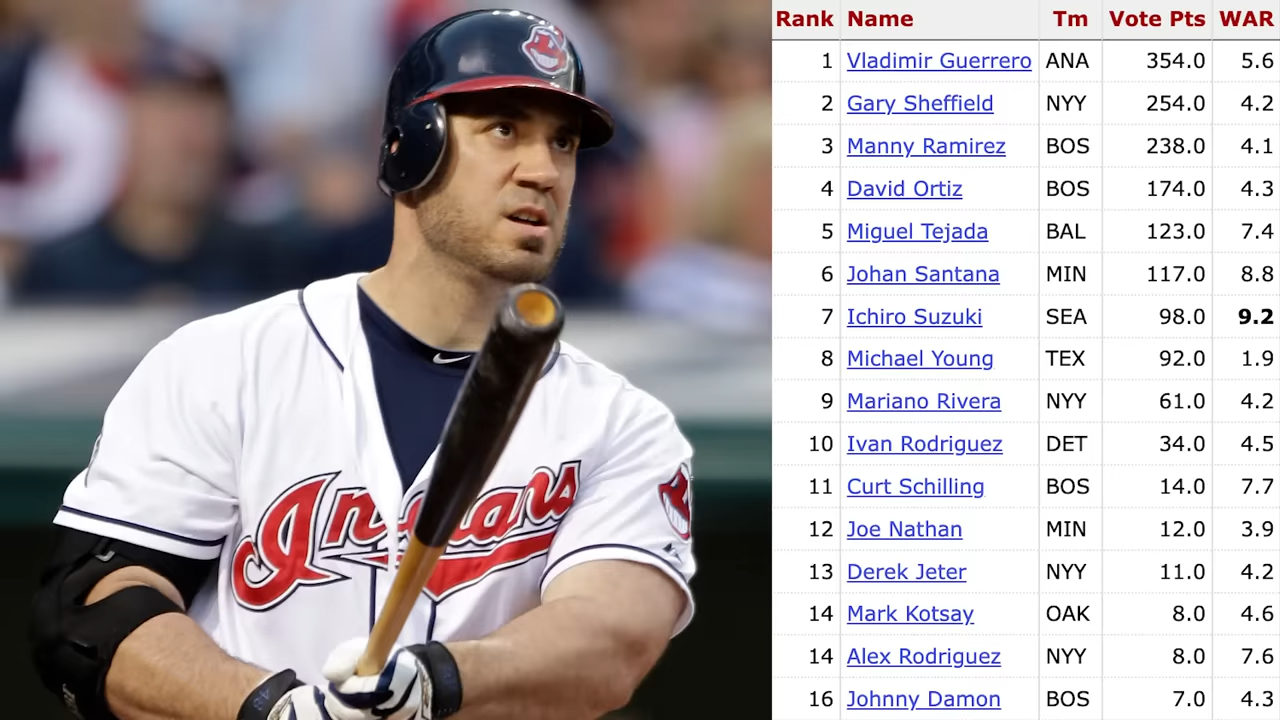 Rank Name Tm Vote Pts WAR
1 Vladimir Guerrero ANA 354.0 5.6
2 Gary Sheffield NYY 254.0 4.2
3 Manny Ramirez BOS 238.0 4.1
4 David Ortiz BOS 174.0 4.3
5 Miguel Tejada BAL 123.0 7.4
6 Johan Santana MIN 117.0 8.8
7 Ichiro Suzuki SEA 98.0 9.2
8 Michael Young TEX 92.0 1.9
9 Mariano Rivera NYY 61.0 4.2
10 Ivan Rodriguez DET 34.0 4.5
11 Curt Schilling BOS 14.0 7.7
12 Joe Nathan MIN 12.0 3.9
13 Derek Jeter NYY 11.0 4.2
14 Mark Kotsay OAK 8.0 4.6
14 Alex Rodriguez NYY 8.0 7.6
16 Johnny Damon BOS 7.0 4.3
Indians
48